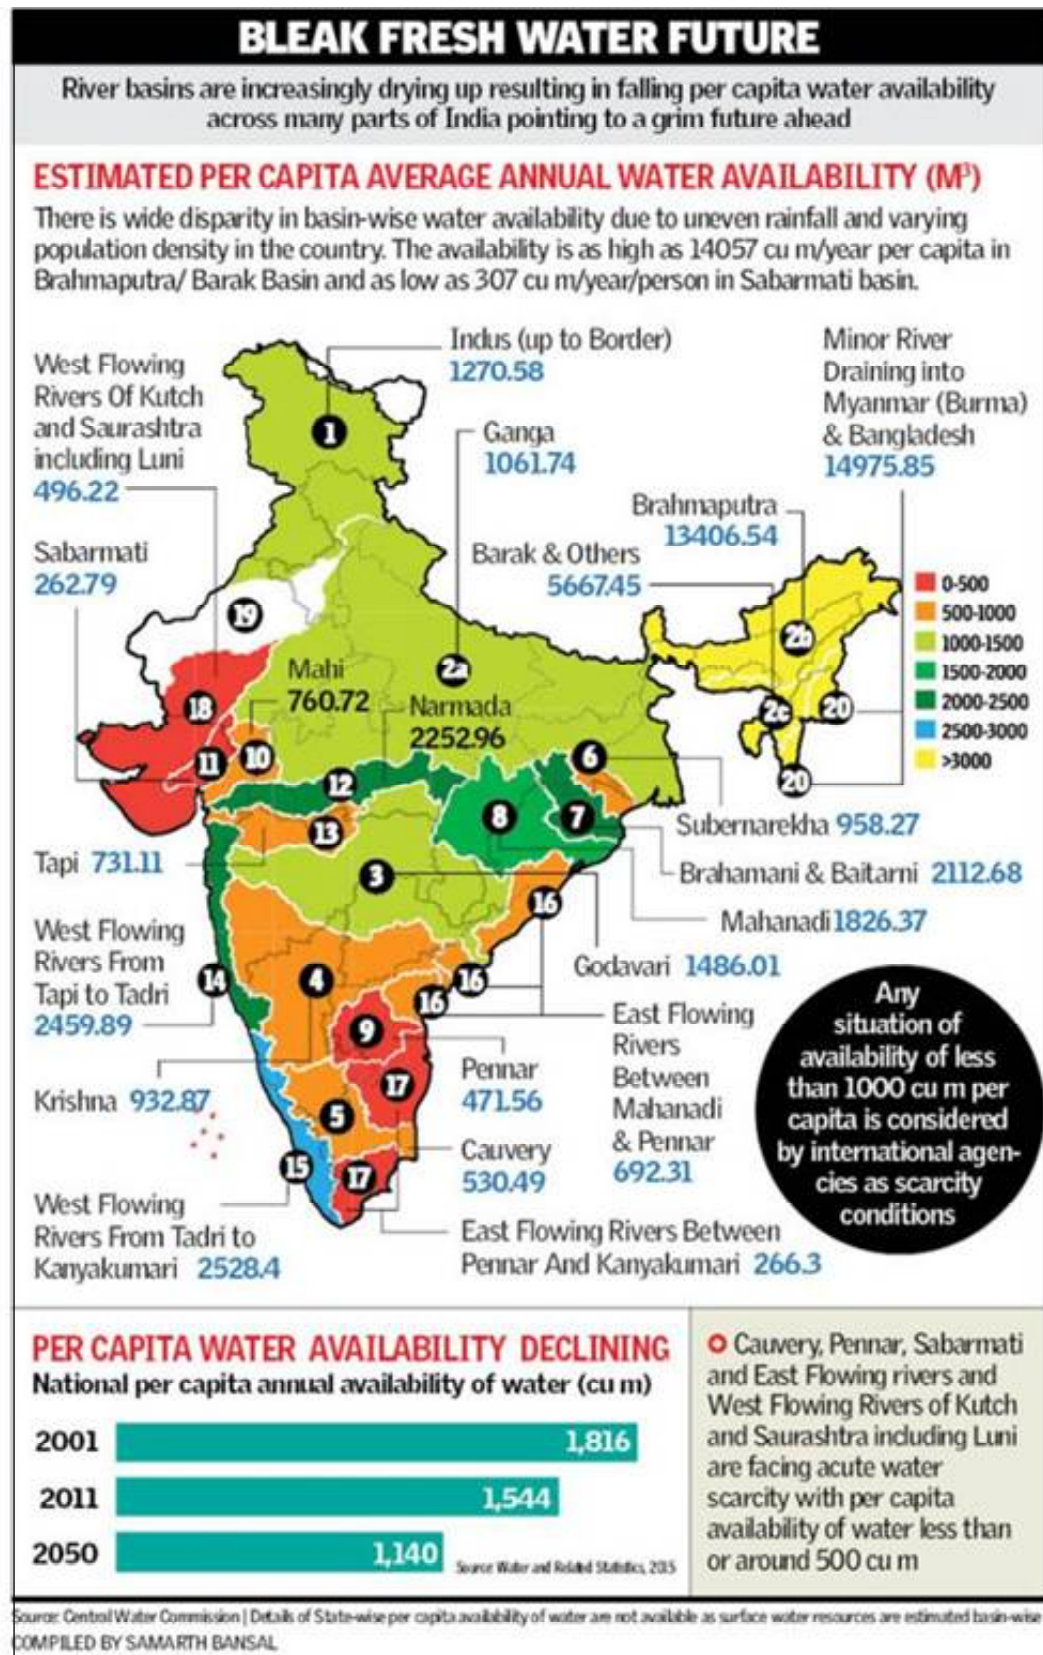 BLEAK FRESH WATER FUTURE
River basins are increasingly drying up resulting in falling per capita water availability
across many parts of India pointing to a grim future ahead
ESTIMATED PER CAPITA AVERAGE ANNUAL WATER AVAILABILITY (M³)
There is wide disparity in basin-wise water availability due to uneven rainfall and varying
population density in the country. The availability is as high as 14057 cu m/year per capita in
Brahmaputra/ Barak Basin and as low as 307 cu m/year/person in Sabarmati basin.
West Flowing
Rivers Of Kutch
and Saurashtra
including Luni
496.22
Indus (up to Border)
1270.58
Minor River
Draining into
Myanmar (Burma)
& Bangladesh
14975.85
Ganga
1061.74
Brahmaputra
13406.54
Barak & Others
5667.45
Sabarmati
262.79
0-500
500-1000
1000-1500
1500-2000
2000-2500
2500-3000
>3000
1
19
2a
2b
2c
20
20
18
11
10
12
13
6
8
7
3
16
16
16
14
4
9
17
5
15
17
Mahi
760.72
Narmada
2252.96
Subernarekha 958.27
Brahamani & Baitarni 2112.68
Mahanadi 1826.37
Godavari 1486.01
Tapi 731.11
West Flowing
Rivers From
Tapi to Tadri
2459.89
Krishna 932.87
Pennar
471.56
Cauvery
530.49
East Flowing
Rivers
Between
Mahanadi
& Pennar
692.31
Any
situation of
availability of less
than 1000 cu m per
capita is considered
by international agen-
cies as scarcity
conditions
West Flowing
Rivers From Tadri to
Kanyakumari 2528.4
East Flowing Rivers Between
Pennar And Kanyakumari 266.3
PER CAPITA WATER AVAILABILITY DECLINING
National per capita annual availability of water (cu m)
2001 1,816
2011 1,544
2050 1,140
Source Water and Related Statistics, 2015
Cauvery, Pennar, Sabarmati
and East Flowing rivers and
West Flowing Rivers of Kutch
and Saurashtra including Luni
are facing acute water
scarcity with per capita
availability of water less than
or around 500 cu m
Source: Central Water Commission | Details of State-wise per capita availability of water are not available as surface water resources are estimated basin-wise
COMPILED BY SAMARTH BANSAL